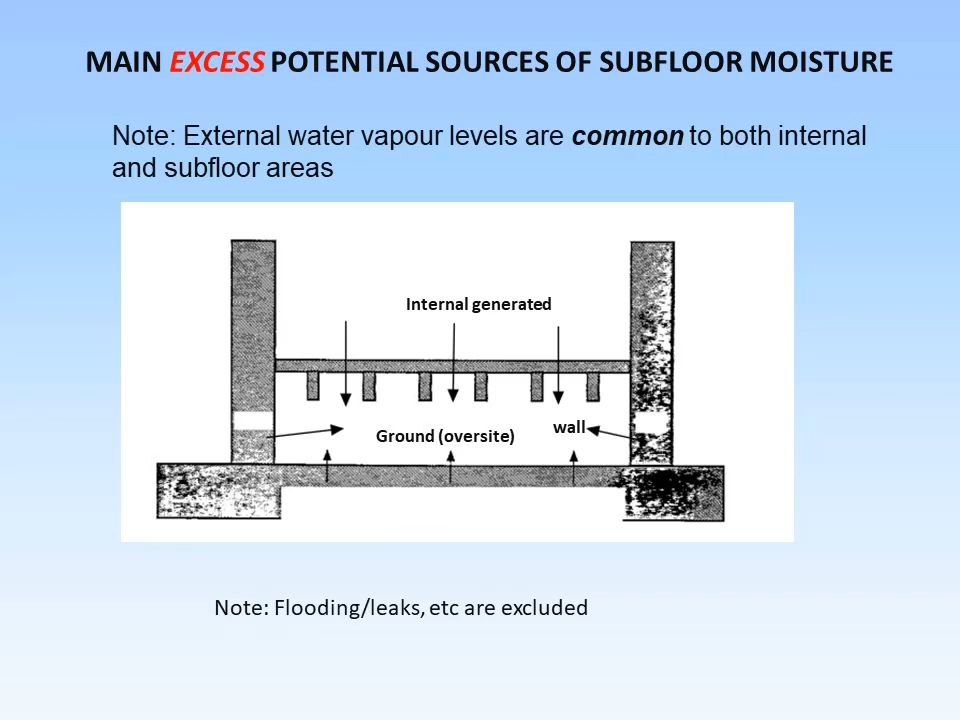 MAIN EXCESS POTENTIAL SOURCES OF SUBFLOOR MOISTURE
Note: External water vapour levels are common to both internal
and subfloor areas
Internal generated
Ground (oversite)
wall
Note: Flooding/leaks, etc are excluded